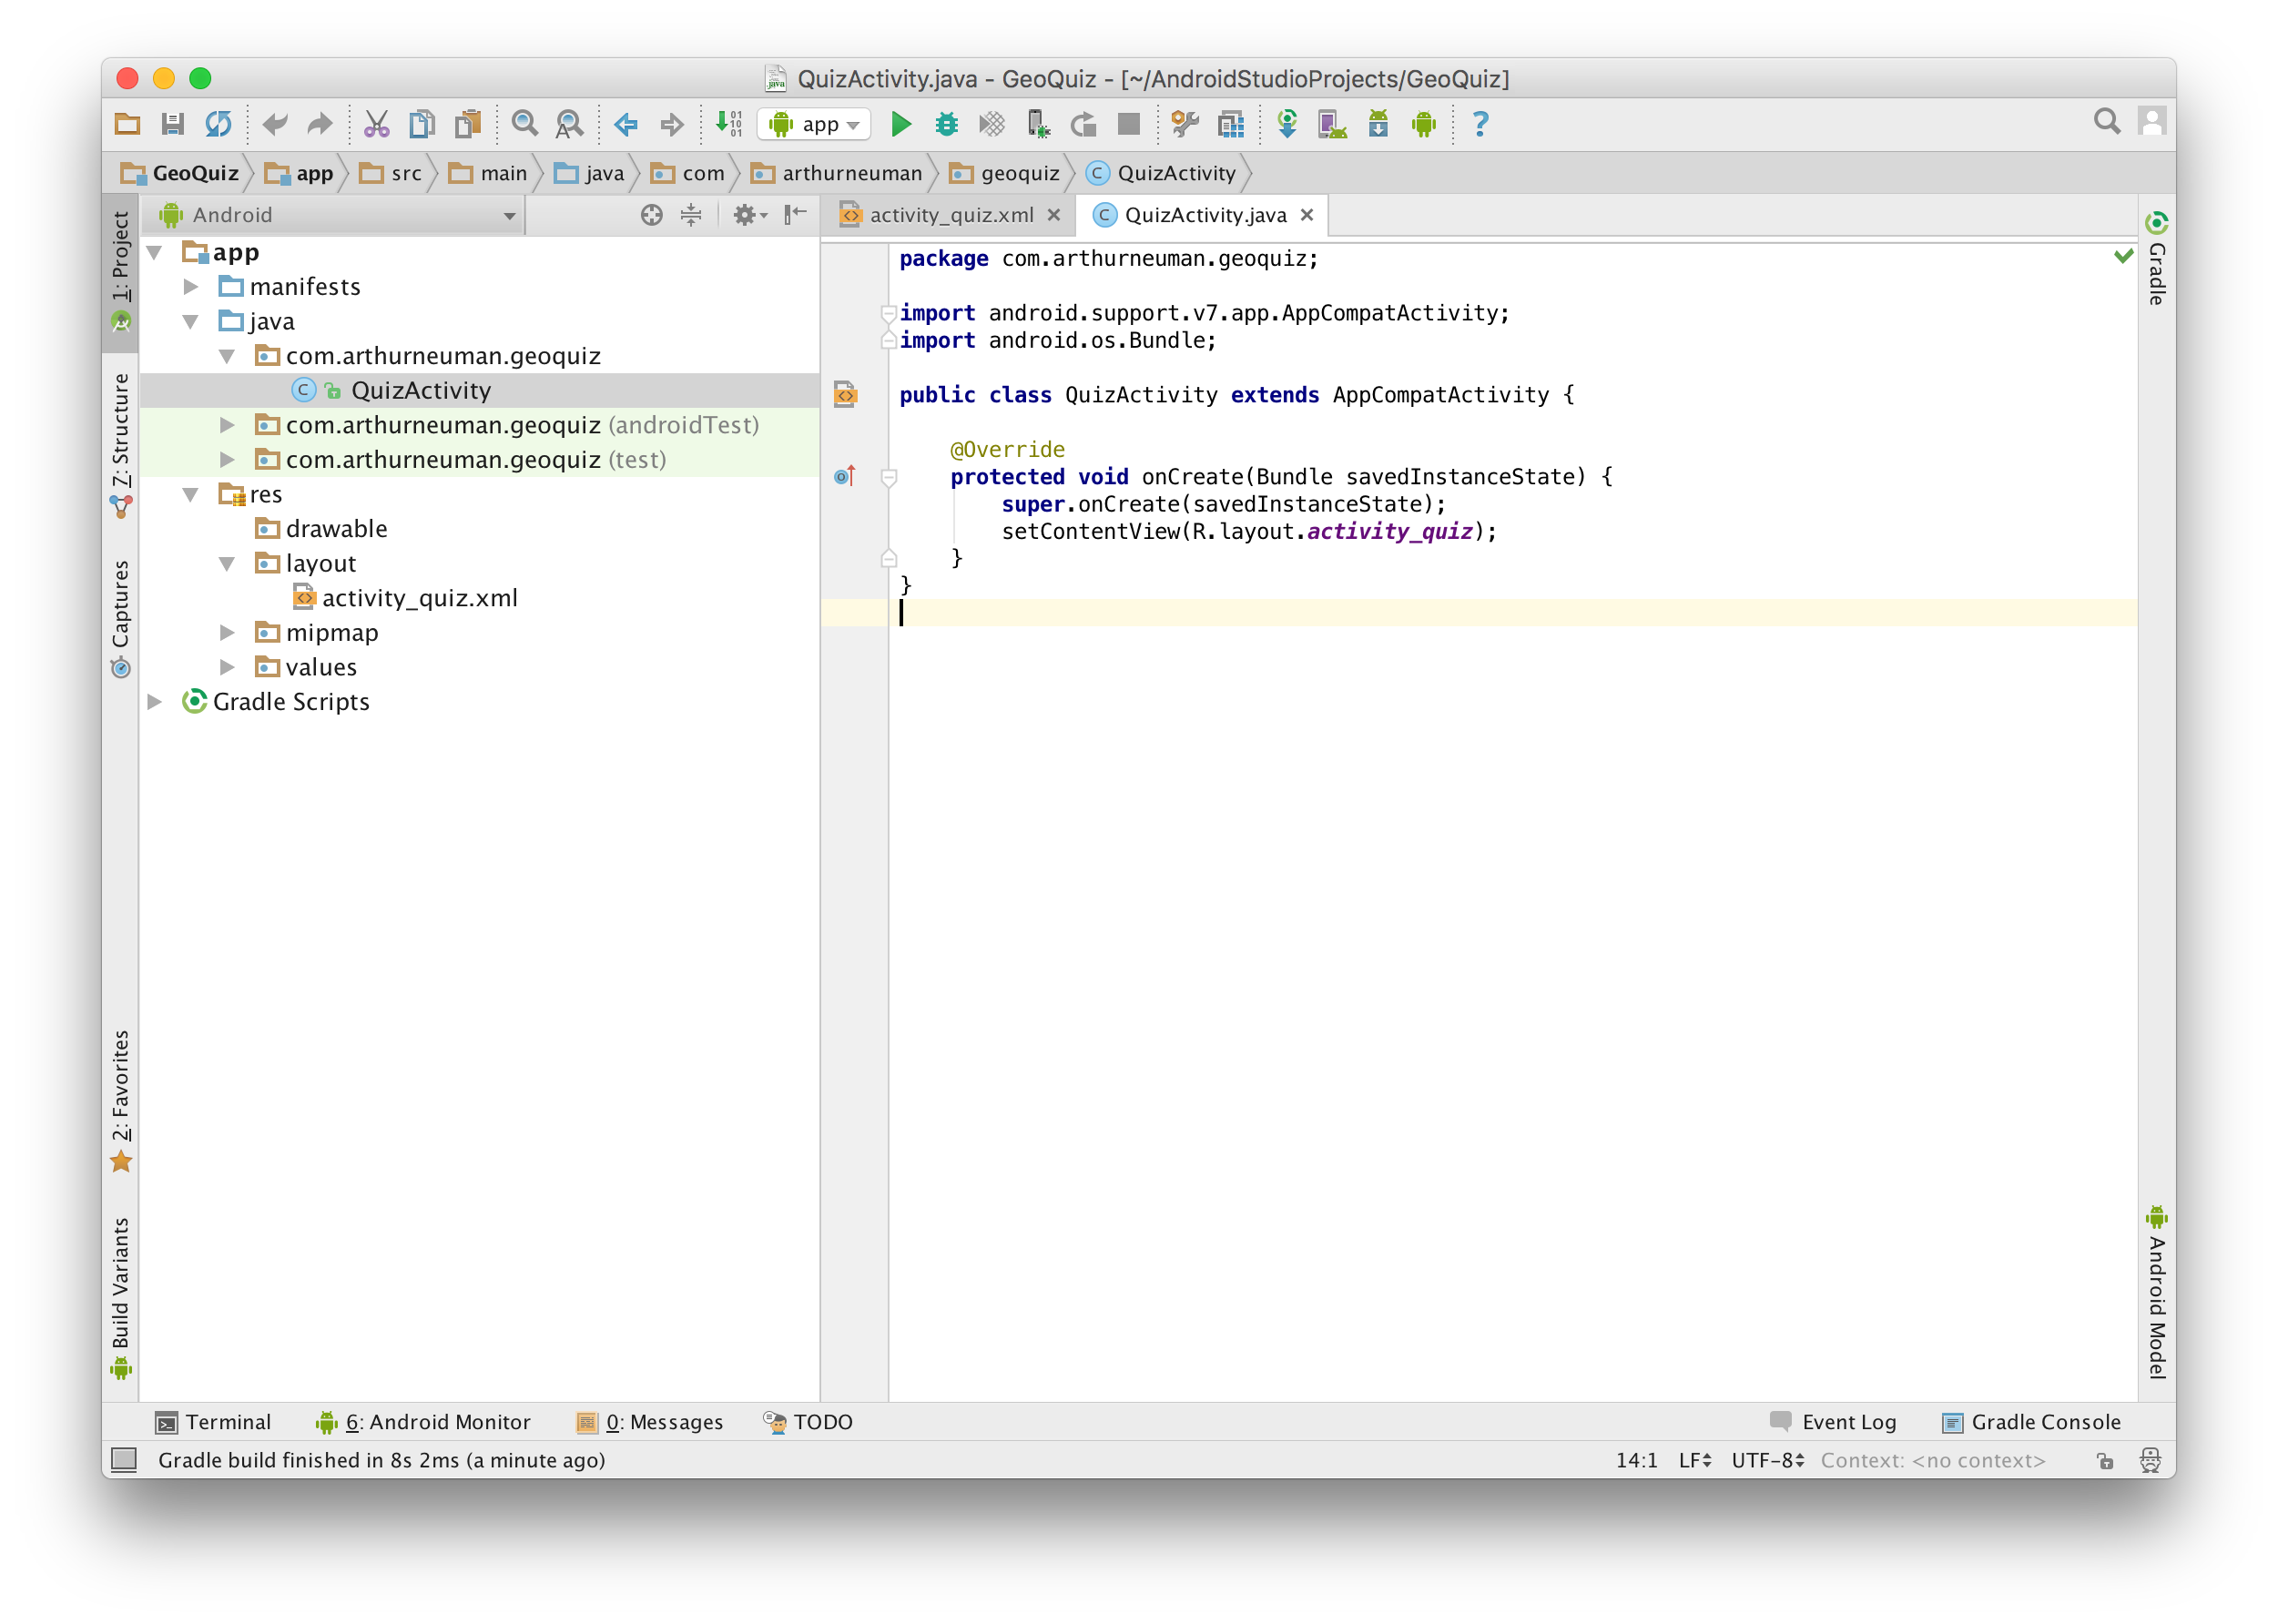 QuizActivity.java - GeoQuiz - [~/AndroidStudioProjects/GeoQuiz]
app
GeoQuiz app src main java com arthurneuman geoquiz QuizActivity
1: Project
7: Structure
Captures
2: Favorites
Build Variants
Android
app
manifests
java
com.arthurneuman.geoquiz
QuizActivity
com.arthurneuman.geoquiz (androidTest)
com.arthurneuman.geoquiz (test)
res
drawable
layout
activity_quiz.xml
mipmap
values
Gradle Scripts
activity_quiz.xml QuizActivity.java
package com.arthurneuman.geoquiz;
import android.support.v7.app.AppCompatActivity;
import android.os.Bundle;
public class QuizActivity extends AppCompatActivity {
@Override
protected void onCreate(Bundle savedInstanceState) {
super.onCreate(savedInstanceState);
setContentView(R.layout.activity_quiz);
}
}
Gradle
Android Model
Terminal 6: Android Monitor 0: Messages TODO Event Log Gradle Console
Gradle build finished in 8s 2ms (a minute ago) 14:1 LF UTF-8 Context: <no context>